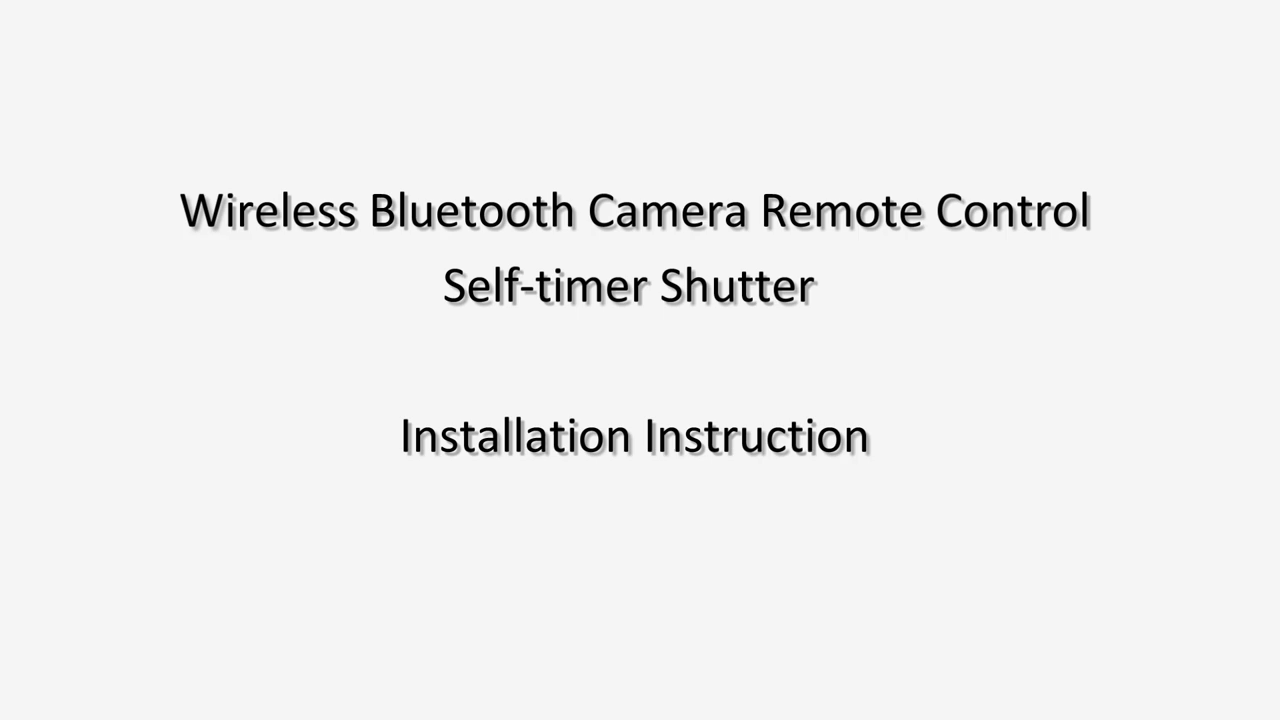 Wireless Bluetooth Camera Remote Control
Self-timer Shutter
Installation Instruction